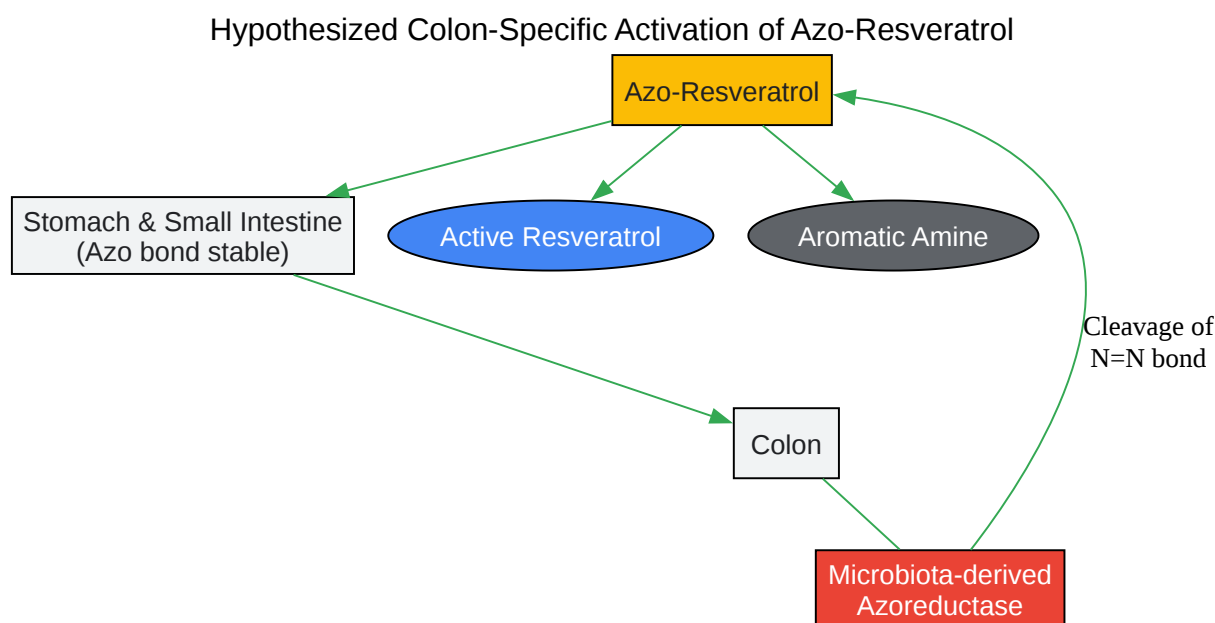 Hypothesized Colon-Specific Activation of Azo-Resveratrol
Azo-Resveratrol
Stomach & Small Intestine
(Azo bond stable)
Active Resveratrol
Aromatic Amine
Cleavage of
N=N bond
Colon
Microbiota-derived
Azoreductase